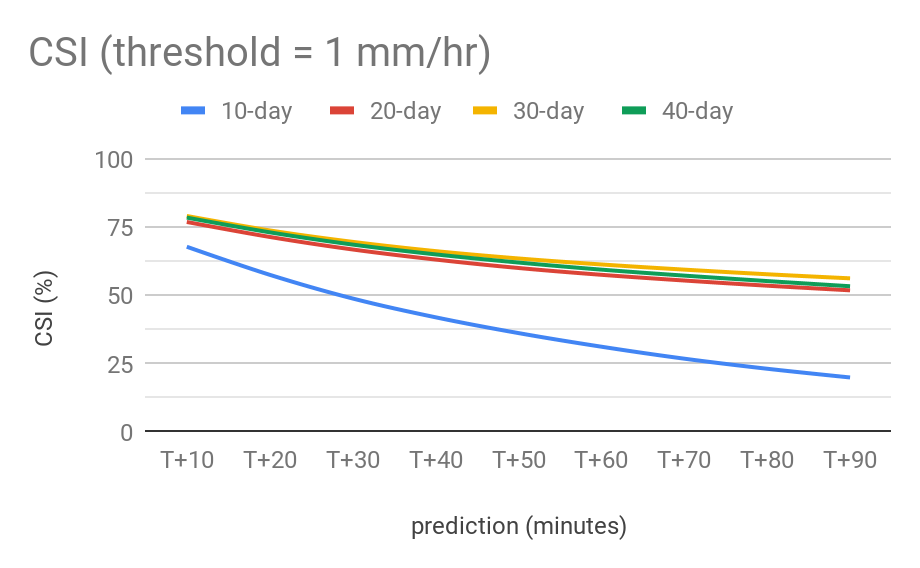 CSI (threshold = 1 mm/hr)
10-day 20-day 30-day 40-day
100
75
50
25
0
CSI (%)
T+10 T+20 T+30 T+40 T+50 T+60 T+70 T+80 T+90
prediction (minutes)